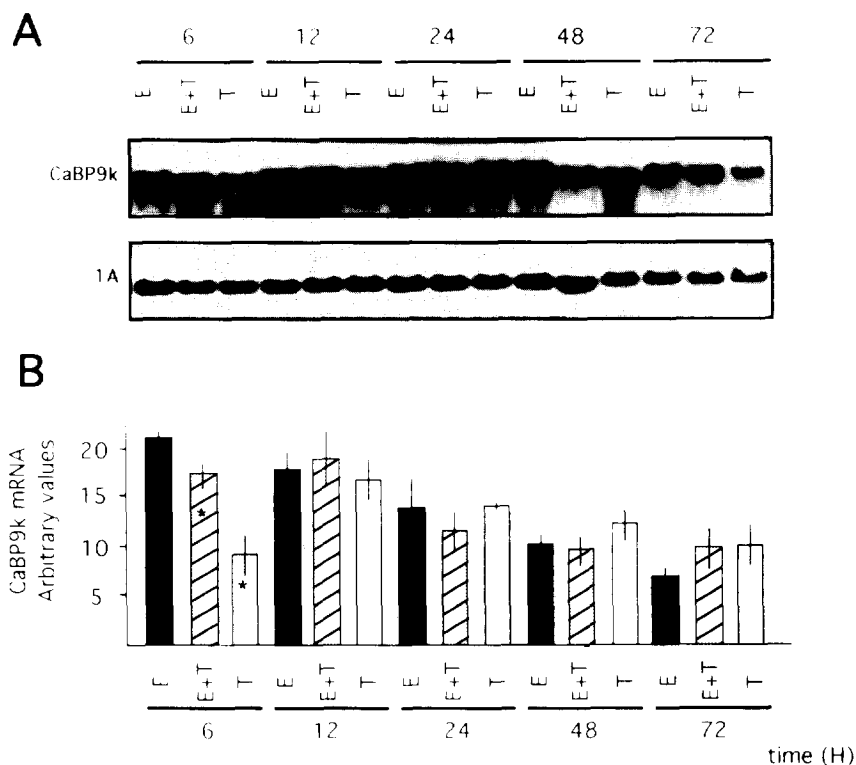 A
6 12 24 48 72
E E+T T E E+T T E E+T T E E+T T E E+T T
CaBP9k
1A
B
CaBP9k mRNA
Arbitrary values
20
15
10
5
E E+T T E E+T T E E+T T E E+T T E E+T T
6 12 24 48 72
time (H)